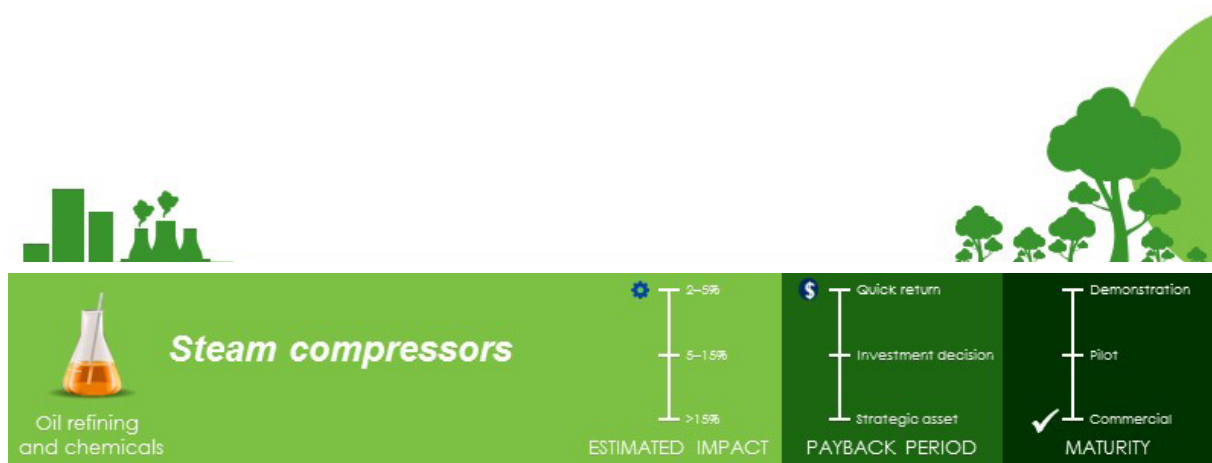 Steam compressors
Oil refining
and chemicals
2–5%
5–15%
>15%
ESTIMATED IMPACT
$
Quick return
Investment decision
Strategic asset
PAYBACK PERIOD
Demonstration
Pilot
Commercial
MATURITY